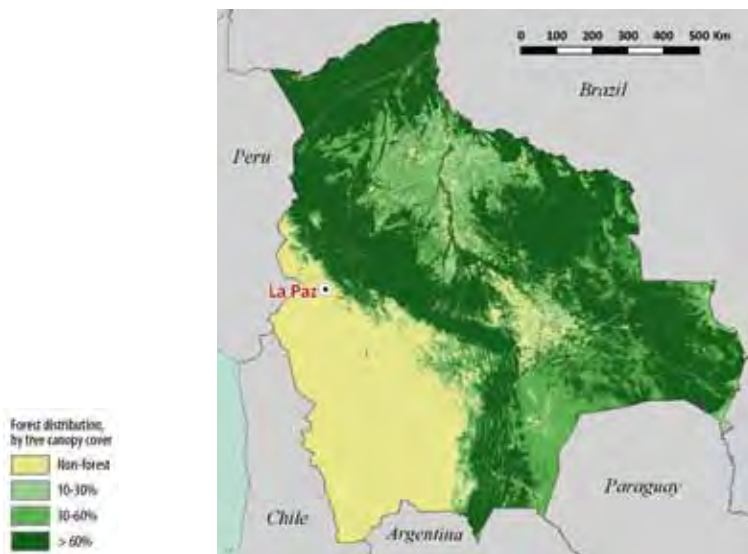 0 100 200 300 400 500 Km
Brazil
Peru
La Paz
Forest distribution,
by tree canopy cover
Non-forest
10-30%
30-60%
> 60%
Chile
Argentina
Paraguay